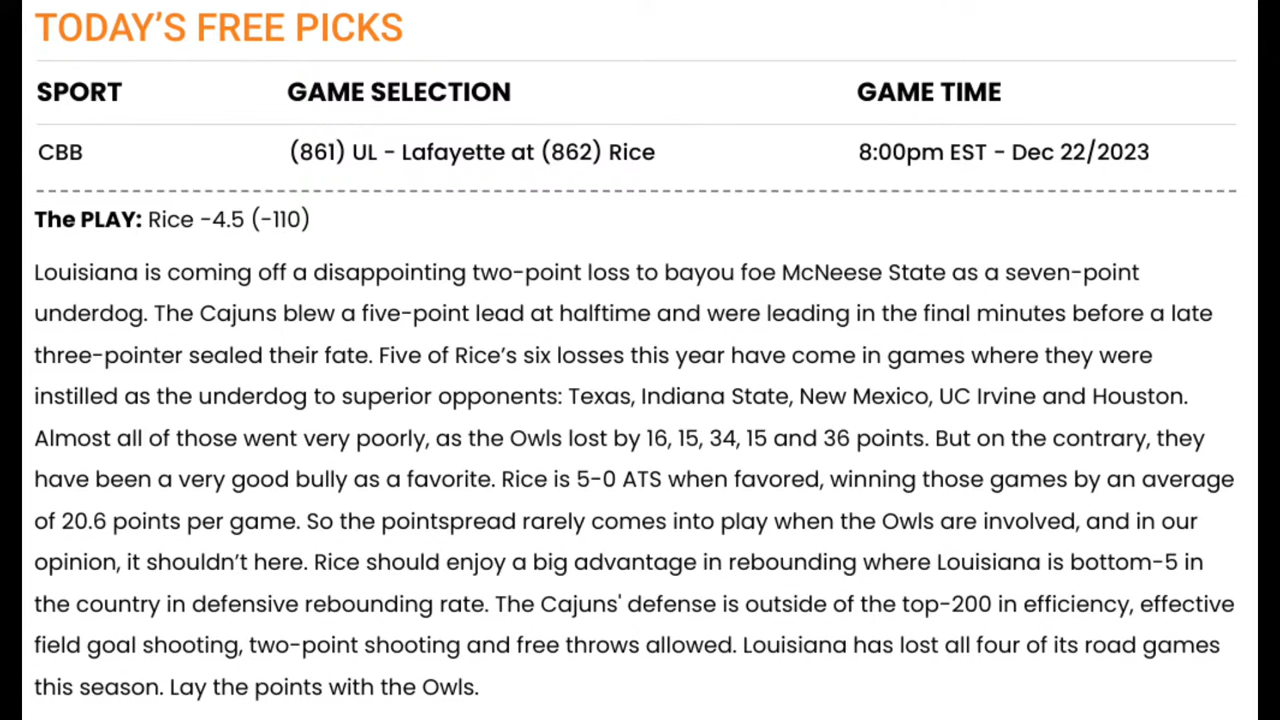 TODAY’S FREE PICKS
SPORT GAME SELECTION GAME TIME
CBB (861) UL - Lafayette at (862) Rice 8:00pm EST - Dec 22/2023
The PLAY: Rice -4.5 (-110)
Louisiana is coming off a disappointing two-point loss to bayou foe McNeese State as a seven-point
underdog. The Cajuns blew a five-point lead at halftime and were leading in the final minutes before a late
three-pointer sealed their fate. Five of Rice’s six losses this year have come in games where they were
instilled as the underdog to superior opponents: Texas, Indiana State, New Mexico, UC Irvine and Houston.
Almost all of those went very poorly, as the Owls lost by 16, 15, 34, 15 and 36 points. But on the contrary, they
have been a very good bully as a favorite. Rice is 5-0 ATS when favored, winning those games by an average
of 20.6 points per game. So the pointspread rarely comes into play when the Owls are involved, and in our
opinion, it shouldn’t here. Rice should enjoy a big advantage in rebounding where Louisiana is bottom-5 in
the country in defensive rebounding rate. The Cajuns' defense is outside of the top-200 in efficiency, effective
field goal shooting, two-point shooting and free throws allowed. Louisiana has lost all four of its road games
this season. Lay the points with the Owls.